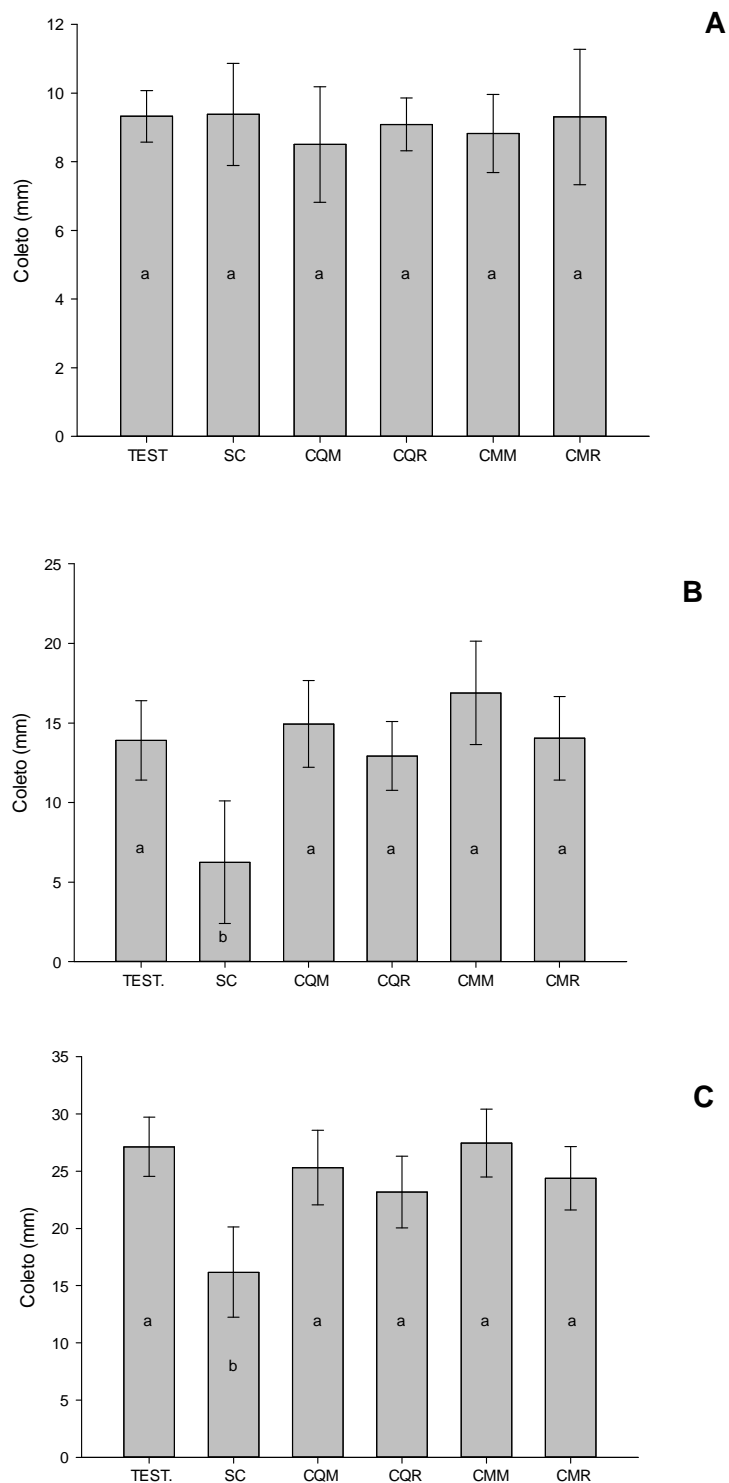 A
12
10
8
6
4
2
0
Coleto (mm)
a a a a a a
TEST SC CQM CQR CMM CMR
B
25
20
15
10
5
0
Coleto (mm)
a b a a a a
TEST. SC CQM CQR CMM CMR
C
35
30
25
20
15
10
5
0
Coleto (mm)
a b a a a a
TEST. SC CQM CQR CMM CMR